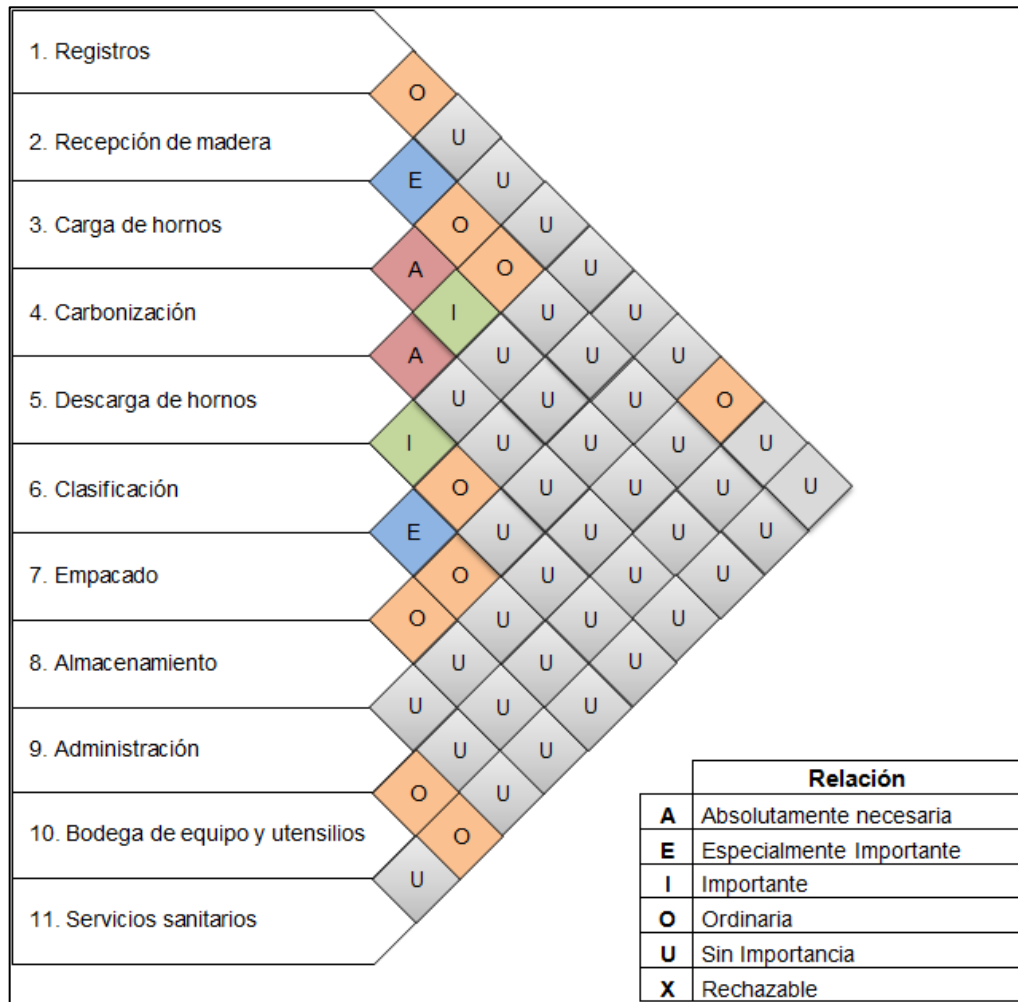 1. Registros
O
2. Recepción de madera U
E U
3. Carga de hornos O U
A O U
4. Carbonización I U U
A U U U
5. Descarga de hornos U U U O
I U U U U
6. Clasificación O U U U U
E U U U U
7. Empacado O U U U
O U U U
8. Almacenamiento U U U
U U U
9. Administración U U
O U
10. Bodega de equipo y utensilios O
U
11. Servicios sanitarios
Relación
A Absolutamente necesaria
E Especialmente Importante
I Importante
O Ordinaria
U Sin Importancia
X Rechazable